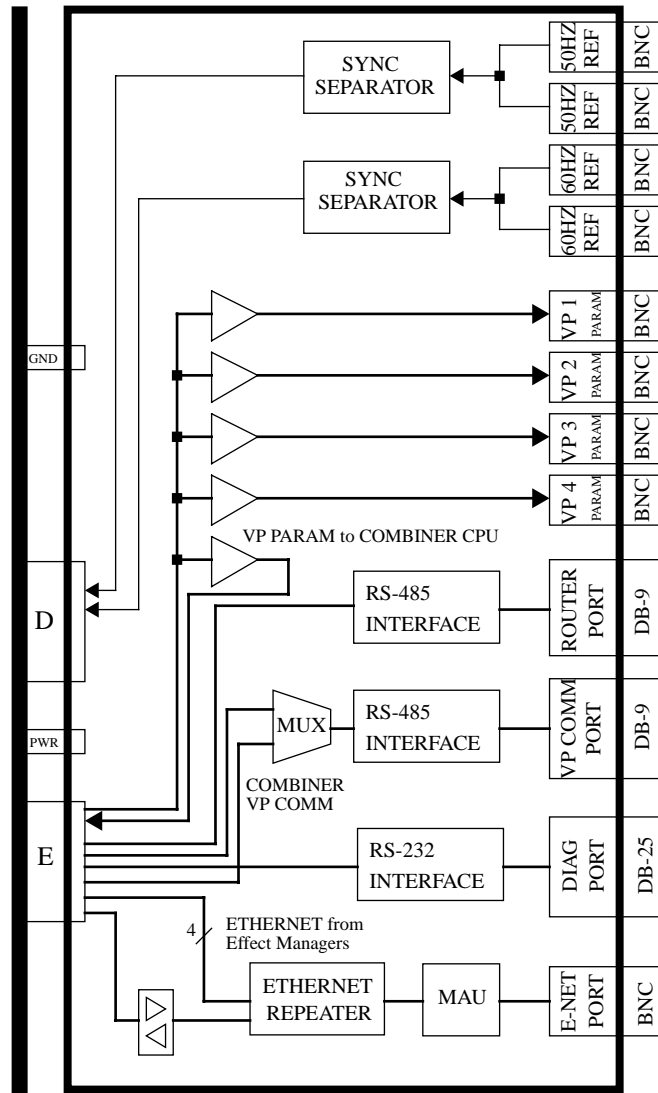 SYNC
SEPARATOR
50HZ
REF
BNC
50HZ
REF
BNC
SYNC
SEPARATOR
60HZ
REF
BNC
60HZ
REF
BNC
VP 1
PARAM
BNC
GND
VP 2
PARAM
BNC
VP 3
PARAM
BNC
VP 4
PARAM
BNC
VP PARAM to COMBINER CPU
D
RS-485
INTERFACE
ROUTER
PORT
DB-9
PWR
MUX
RS-485
INTERFACE
VP COMM
PORT
DB-9
COMBINER
VP COMM
E
RS-232
INTERFACE
DIAG
PORT
DB-25
4
ETHERNET from
Effect Managers
ETHERNET
REPEATER
MAU
E-NET
PORT
BNC